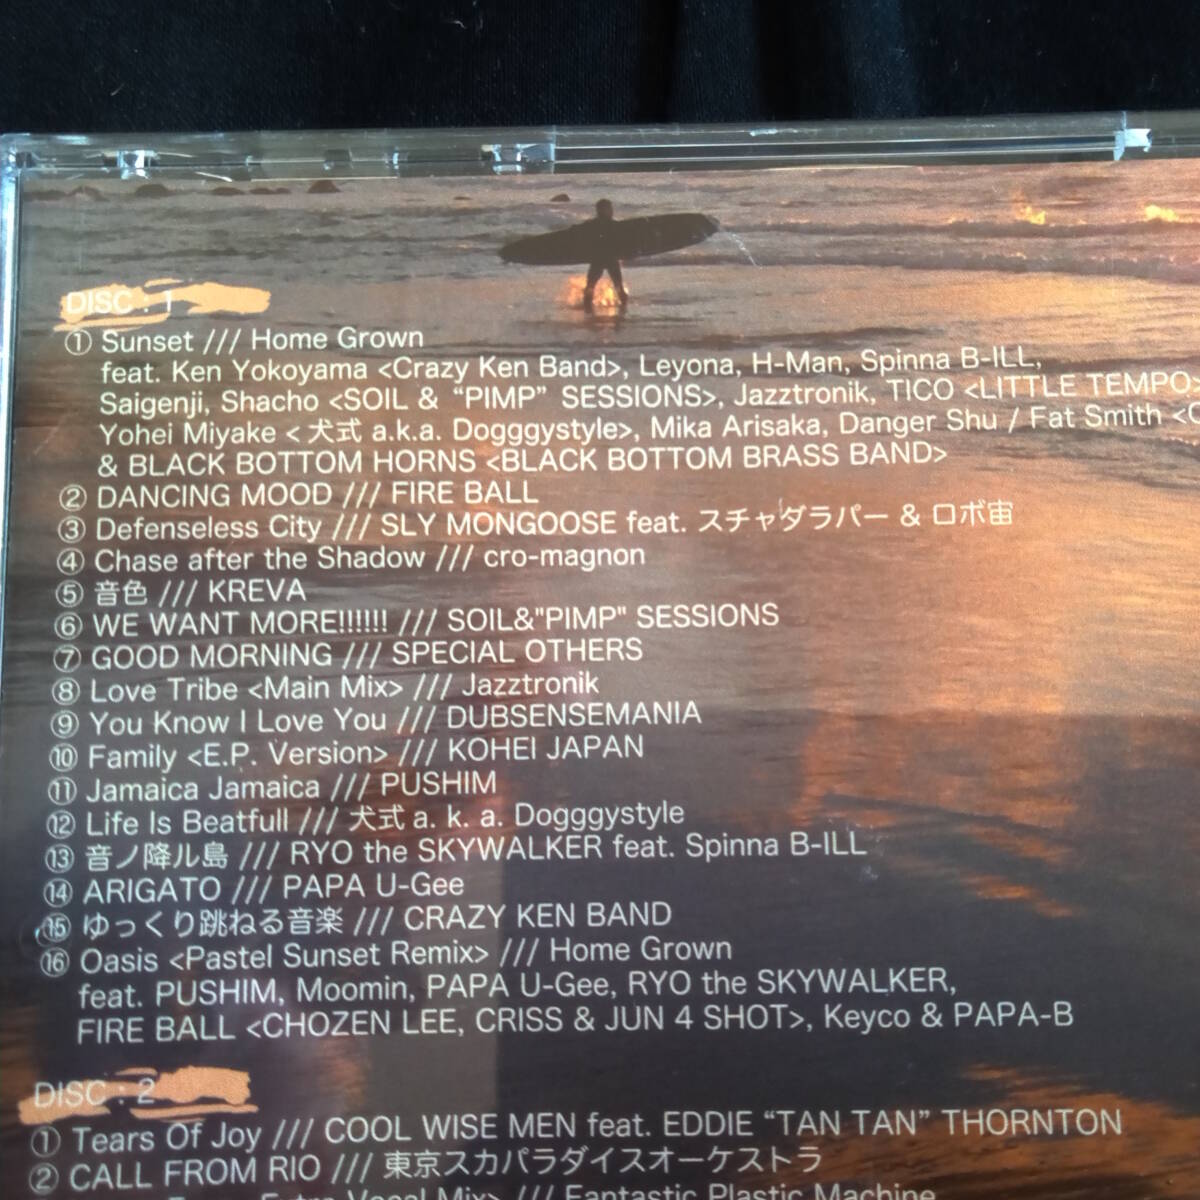 DISC : 1
① Sunset /// Home Grown
feat. Ken Yokoyama <Crazy Ken Band>, Leyona, H-Man, Spinna B-ILL,
Saigenji, Shacho <SOIL & “PIMP” SESSIONS>, Jazztronik, TICO <LITTLE TEMPO>
Yohei Miyake < 犬式 a.k.a. Dogggystyle>, Mika Arisaka, Danger Shu / Fat Smith <
& BLACK BOTTOM HORNS <BLACK BOTTOM BRASS BAND>
② DANCING MOOD /// FIRE BALL
③ Defenseless City /// SLY MONGOOSE feat. スチャダラパー & ロボ宙
④ Chase after the Shadow /// cro-magnon
⑤ 音色 /// KREVA
⑥ WE WANT MORE!!!!!! /// SOIL&"PIMP" SESSIONS
⑦ GOOD MORNING /// SPECIAL OTHERS
⑧ Love Tribe <Main Mix> /// Jazztronik
⑨ You Know I Love You /// DUBSENSEMANIA
⑩ Family <E.P. Version> /// KOHEI JAPAN
⑪ Jamaica Jamaica /// PUSHIM
⑫ Life Is Beatfull /// 犬式 a. k. a. Dogggystyle
⑬ 音ノ降ル島 /// RYO the SKYWALKER feat. Spinna B-ILL
⑭ ARIGATO /// PAPA U-Gee
⑮ ゆっくり跳ねる音楽 /// CRAZY KEN BAND
⑯ Oasis <Pastel Sunset Remix> /// Home Grown
feat. PUSHIM, Moomin, PAPA U-Gee, RYO the SKYWALKER,
FIRE BALL <CHOZEN LEE, CRISS & JUN 4 SHOT>, Keyco & PAPA-B
DISC : 2
① Tears Of Joy /// COOL WISE MEN feat. EDDIE “TAN TAN” THORNTON
② CALL FROM RIO /// 東京スカパラダイスオーケストラ
Extra Vocal Mix> /// Fantastic Plastic Machine